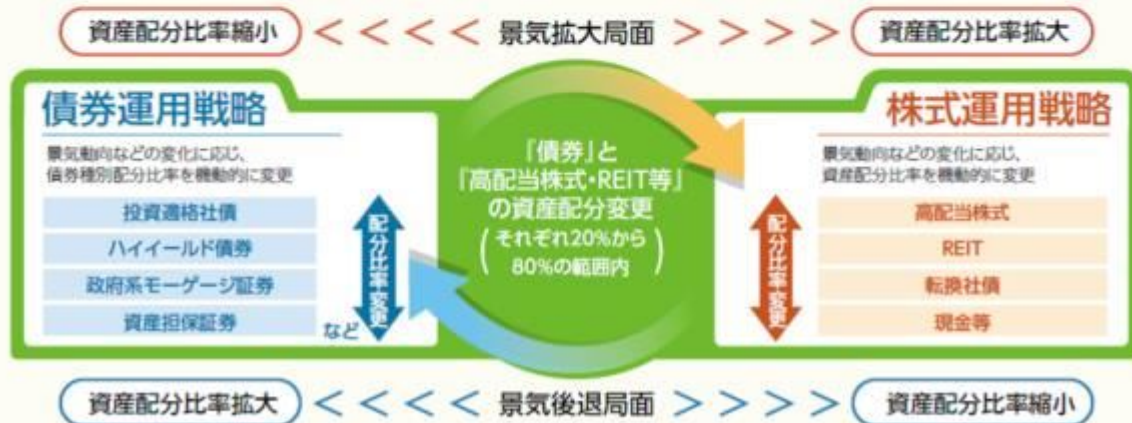 資産配分比率縮小 < < < < 景気拡大局面 > > > > 資産配分比率拡大
債券運用戦略
景気動向などの変化に応じ、
債券種別配分比率を機動的に変更
投資適格社債
ハイイールド債券
政府系モーゲージ証券
資産担保証券
など
配分比率変更
『債券』と
『高配当株式・REIT等』
の資産配分変更
(それぞれ20%から
80%の範囲内)
株式運用戦略
景気動向などの変化に応じ、
資産配分比率を機動的に変更
配分比率変更
高配当株式
REIT
転換社債
現金等
資産配分比率拡大 < < < < 景気後退局面 > > > > 資産配分比率縮小